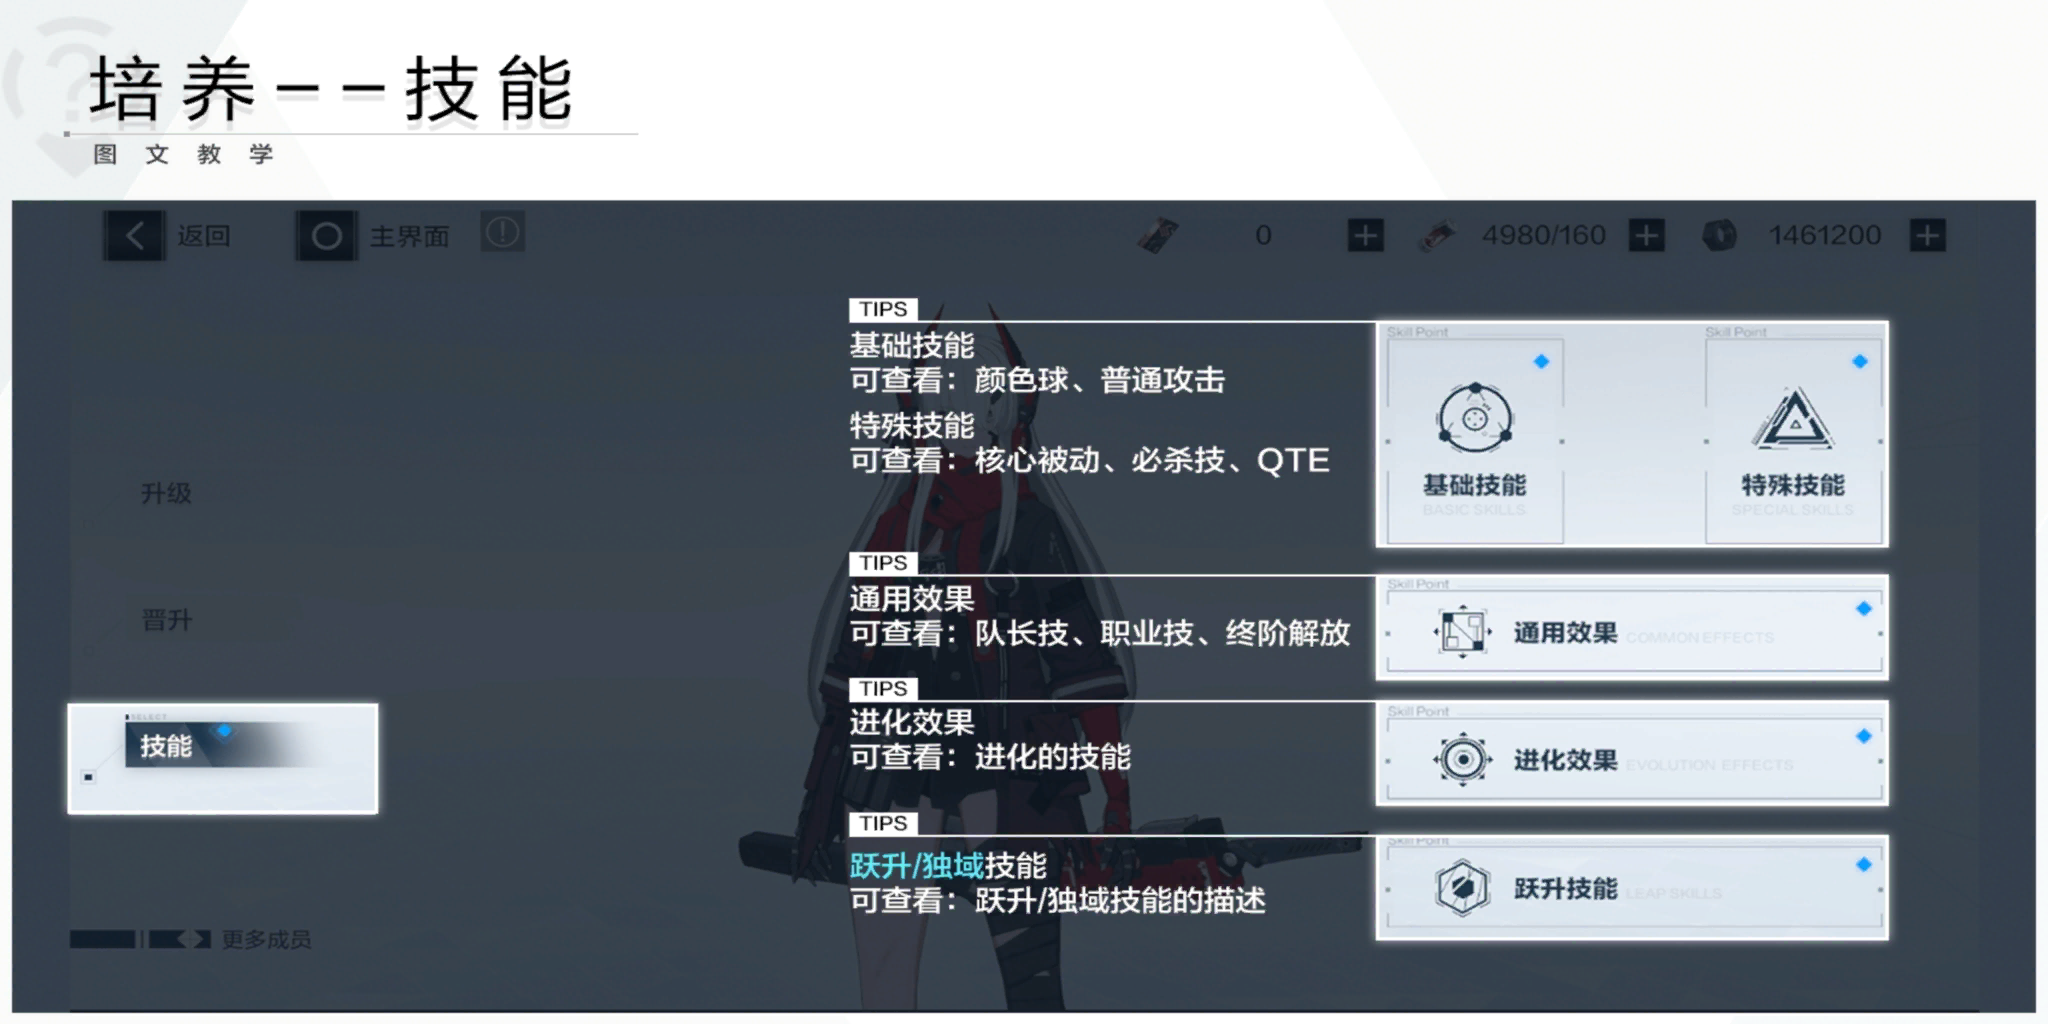 培养--技能
图文教学
返回
主界面
0
4980/160
1461200
TIPS
基础技能
可查看：颜色球、普通攻击
特殊技能
可查看：核心被动、必杀技、QTE
Skill Point
基础技能
BASIC SKILLS
Skill Point
特殊技能
SPECIAL SKILLS
升级
晋升
SELECT
技能
更多成员
TIPS
通用效果
可查看：队长技、职业技、终阶解放
Skill Point
通用效果 COMMON EFFECTS
TIPS
进化效果
可查看：进化的技能
Skill Point
进化效果 EVOLUTION EFFECTS
TIPS
跃升/独域技能
可查看：跃升/独域技能的描述
Skill Point
跃升技能 LEAP SKILLS